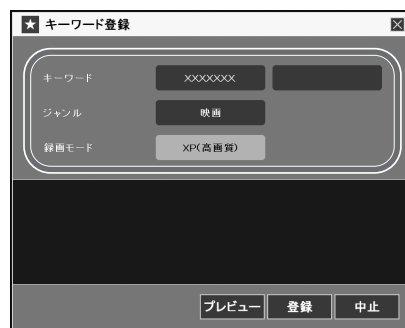 ★ キーワード登録
キーワード XXXXXXX
ジャンル 映画
録画モード XP(高画質)
プレビュー 登録 中止